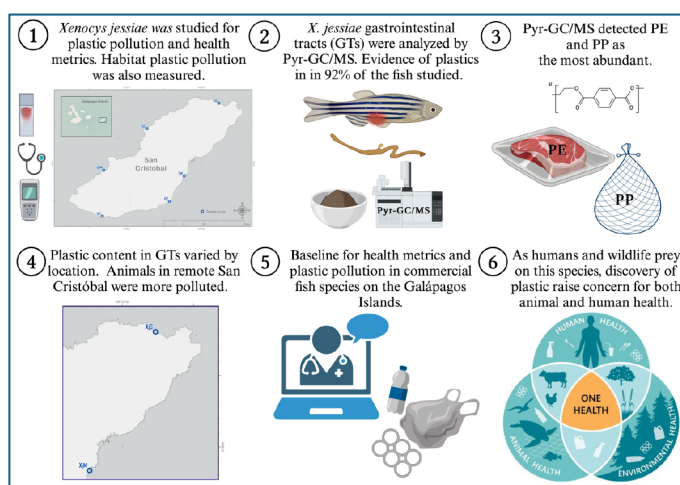 1
Xenocys jessiae was studied for
plastic pollution and health
metrics. Habitat plastic pollution
was also measured.
San
Cristobal
2
X. jessiae gastrointestinal
tracts (GTs) were analyzed by
Pyr-GC/MS. Evidence of plastics
in in 92% of the fish studied.
Pyr-GC/MS
3
Pyr-GC/MS detected PE
and PP as
the most abundant.
O
O
PE
PP
4
Plastic content in GTs varied by
location. Animals in remote San
Cristóbal were more polluted.
5
Baseline for health metrics and
plastic pollution in commercial
fish species on the Galápagos
Islands.
6
As humans and wildlife prey
on this species, discovery of
plastic raise concern for both
animal and human health.
HUMAN HEALTH
ONE
HEALTH
ANIMAL HEALTH
ENVIRONMENTAL HEALTH